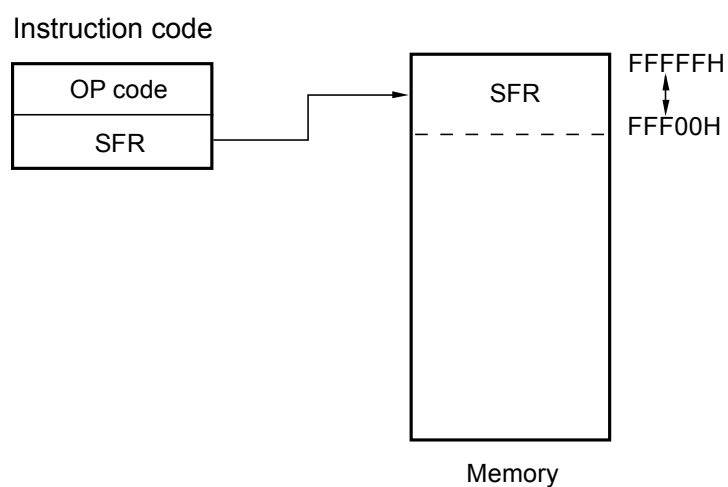 Instruction code
OP code
SFR
SFR
FFFFFH
FFF00H
Memory